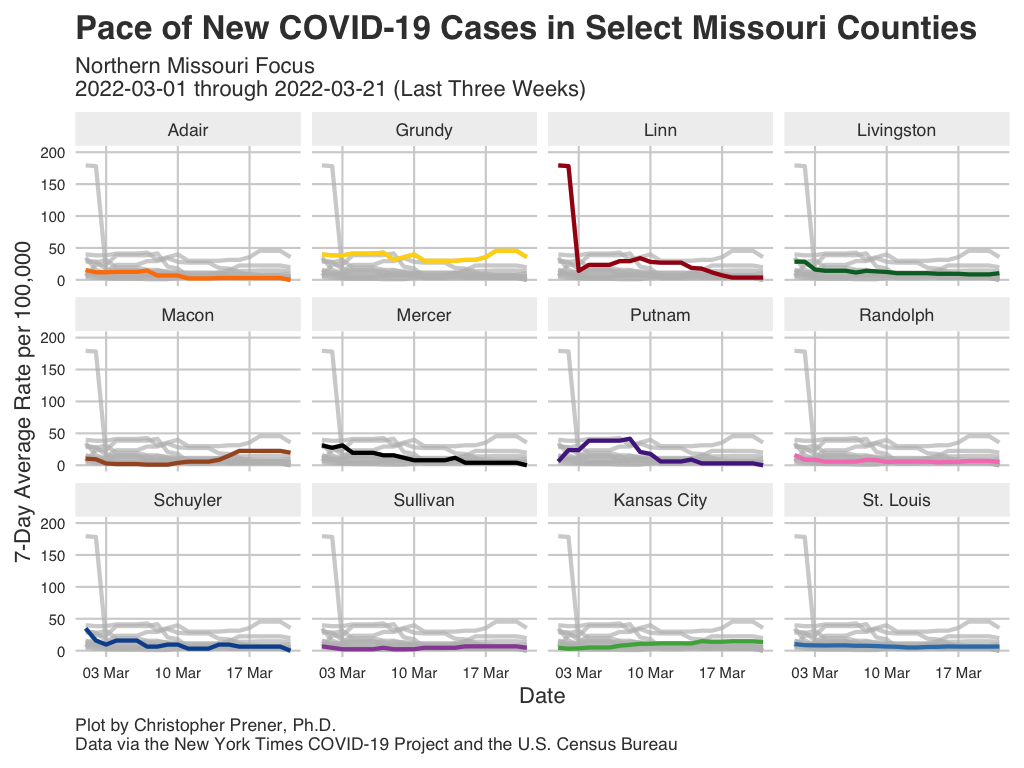 Pace of New COVID-19 Cases in Select Missouri Counties
Northern Missouri Focus
2022-03-01 through 2022-03-21 (Last Three Weeks)
7-Day Average Rate per 100,000
Adair Grundy Linn Livingston
200
150
100
50
0
Macon Mercer Putnam Randolph
200
150
100
50
0
Schuyler Sullivan Kansas City St. Louis
200
150
100
50
0
03 Mar 10 Mar 17 Mar 03 Mar 10 Mar 17 Mar 03 Mar 10 Mar 17 Mar 03 Mar 10 Mar 17 Mar
Date
Plot by Christopher Prener, Ph.D.
Data via the New York Times COVID-19 Project and the U.S. Census Bureau